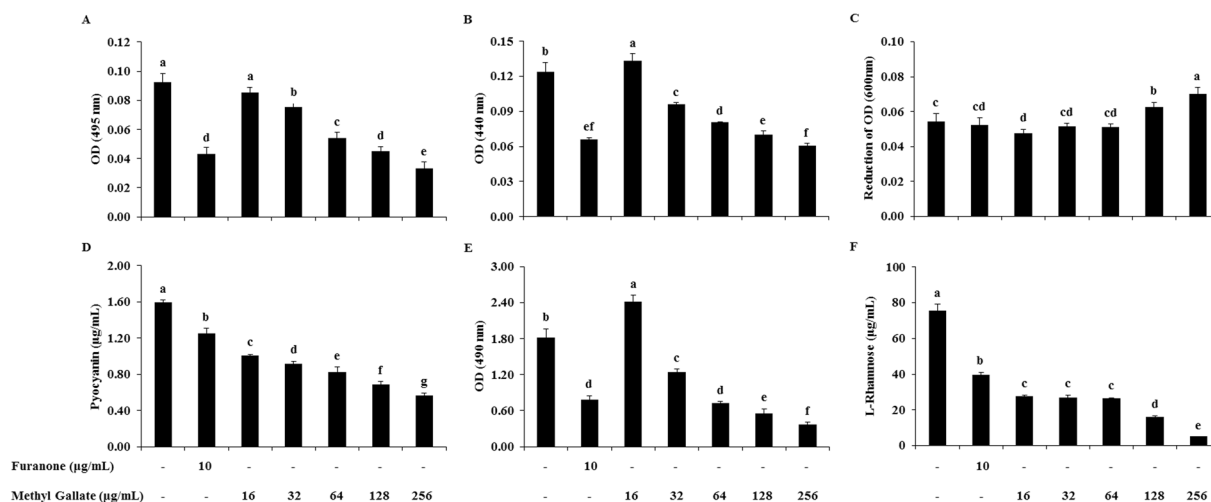 A
OD (495 nm)
0.12
0.10
0.08
0.06
0.04
0.02
0.00
a
d
a
b
c
d
e
B
OD (440 nm)
0.15
0.12
0.09
0.06
0.03
0.00
b
ef
a
c
d
e
f
C
Reduction of OD (600nm)
0.10
0.08
0.06
0.04
0.02
0.00
c
cd
d
cd
cd
b
a
D
Pyocyanin (µg/mL)
2.00
1.60
1.20
0.80
0.40
0.00
a
b
c
d
e
f
g
E
OD (490 nm)
3.00
2.40
1.80
1.20
0.60
0.00
b
d
a
c
d
e
f
F
L-Rhamnose (µg/mL)
100
80
60
40
20
0
a
b
c
c
c
d
e
Furanone (µg/mL) - 10 - - - - - - 10 - - - - - - 10 - - - - -
Methyl Gallate (µg/mL) - - 16 32 64 128 256 - - 16 32 64 128 256 - - 16 32 64 128 256